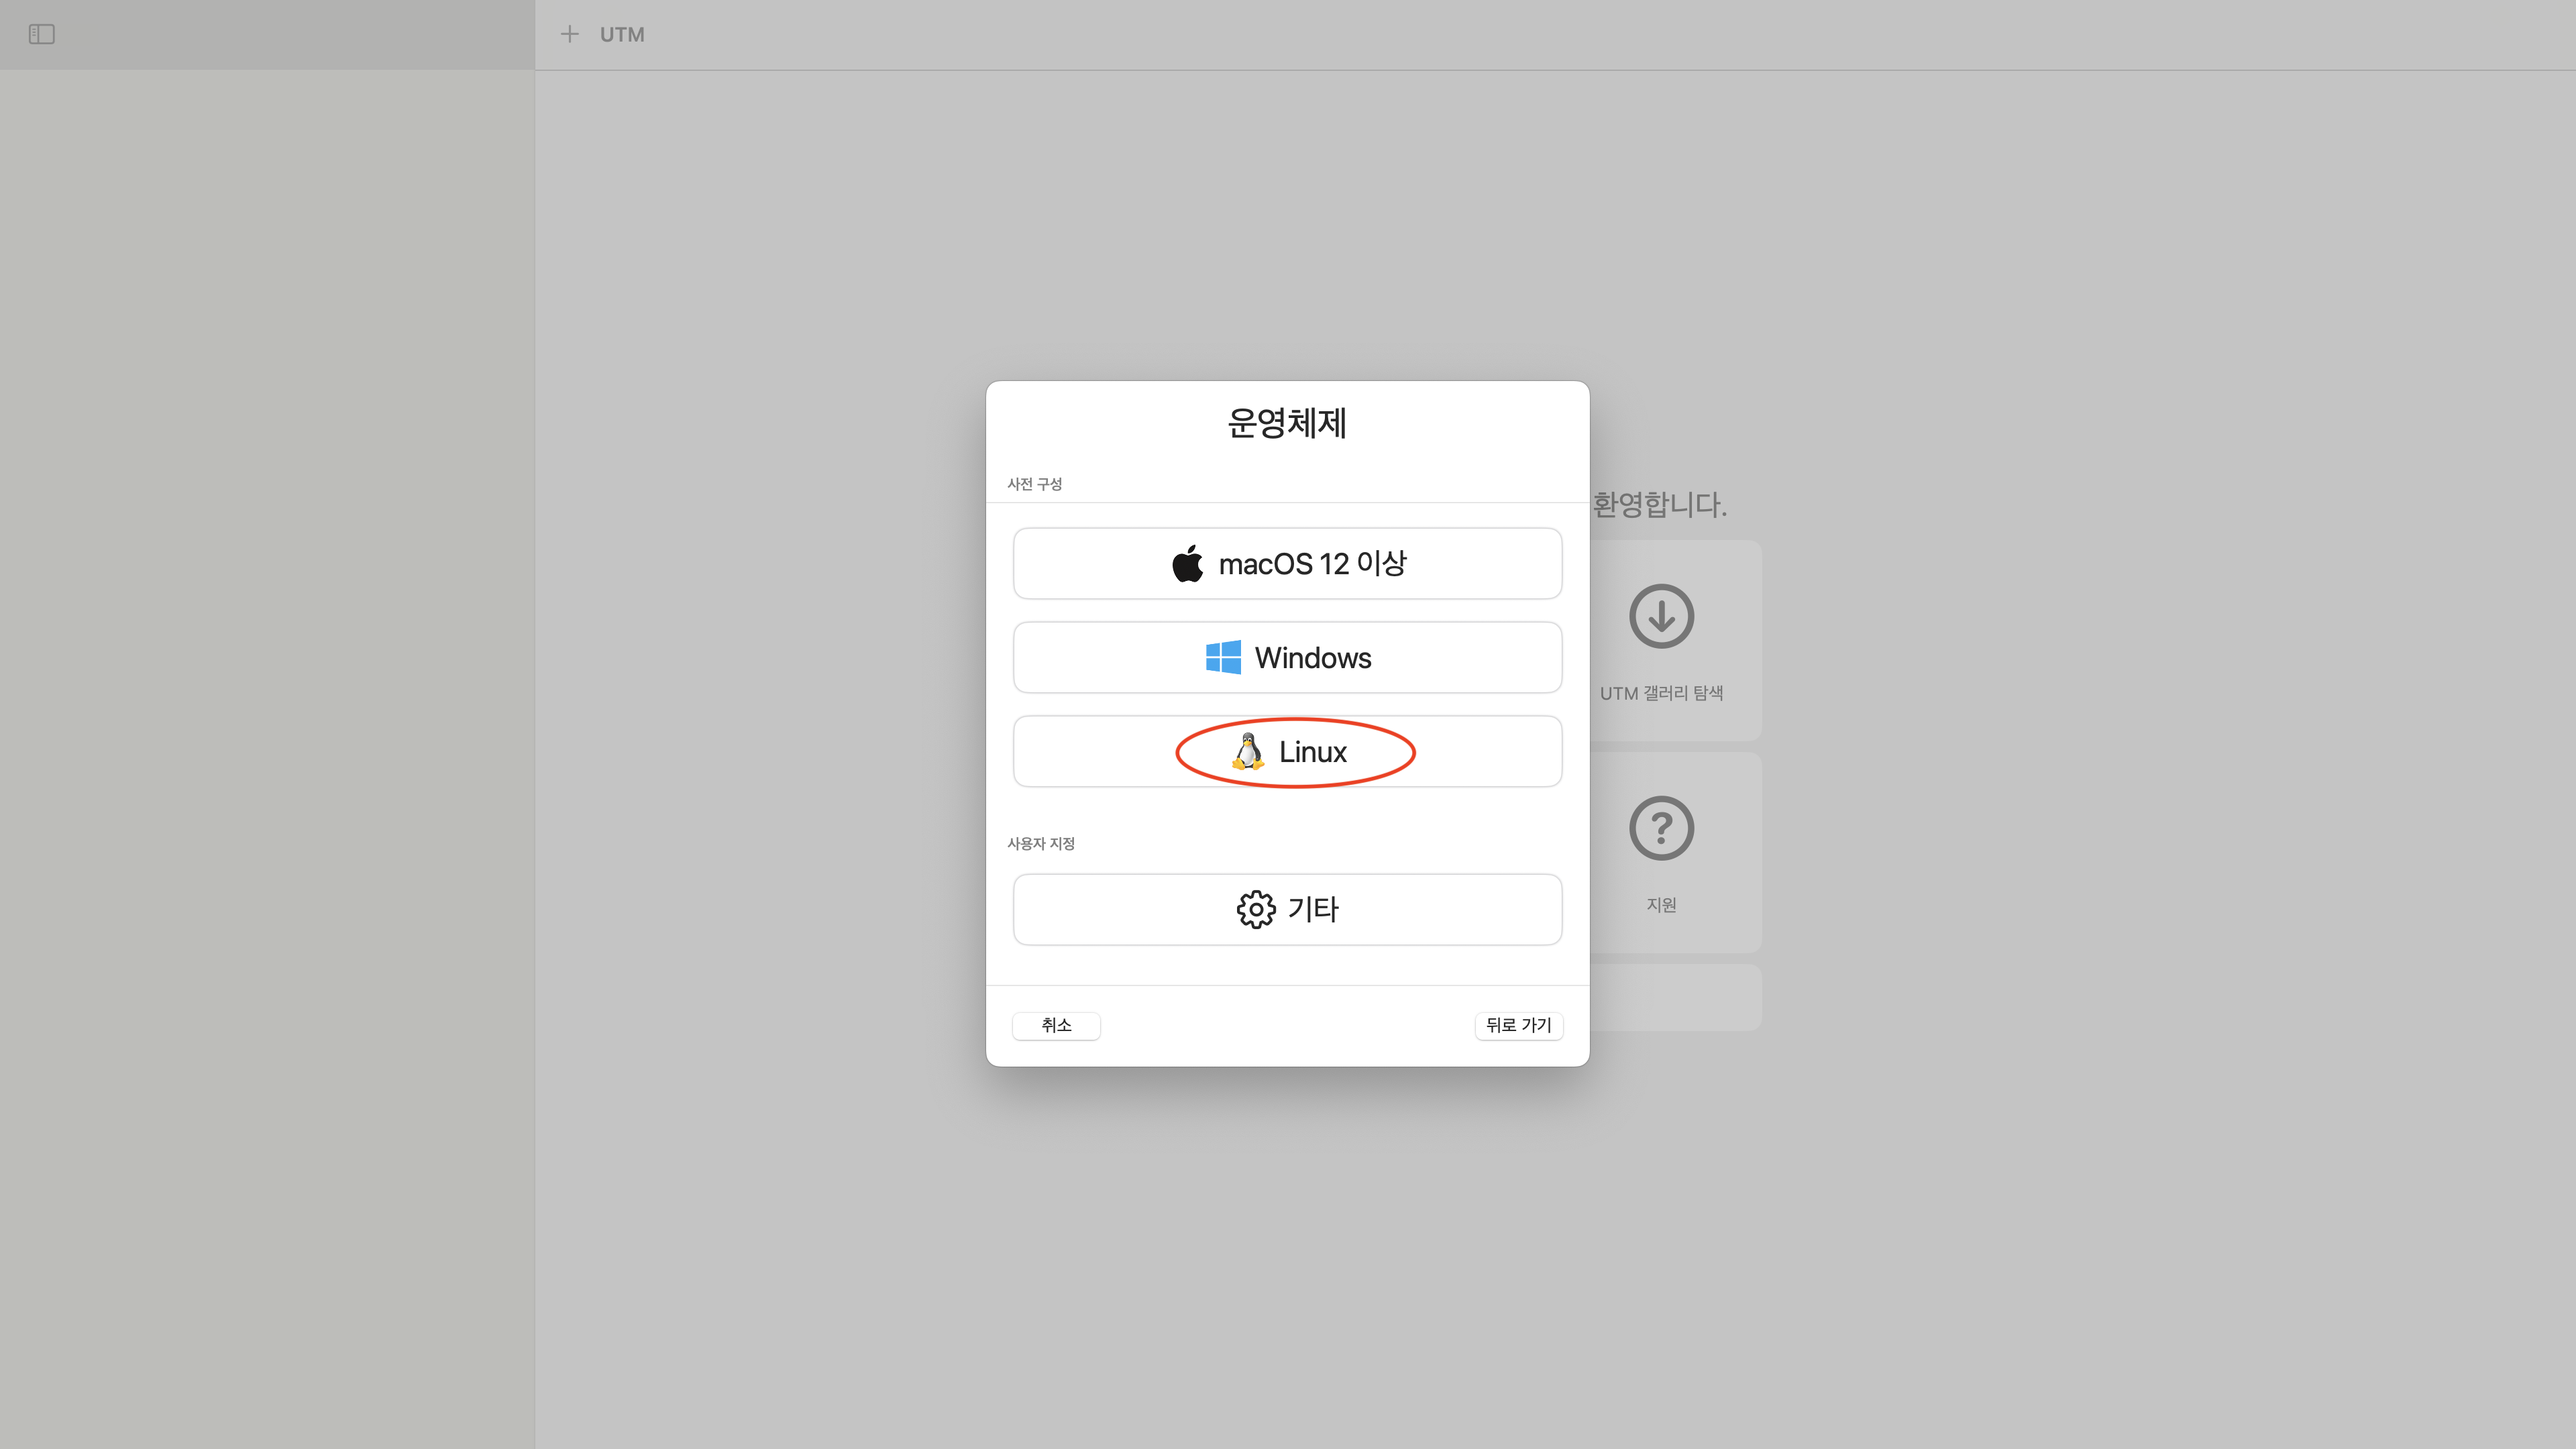 UTM
운영체제
사전 구성
macOS 12 이상
Windows
Linux
사용자 지정
기타
취소
뒤로 가기
환영합니다.
UTM 갤러리 탐색
지원